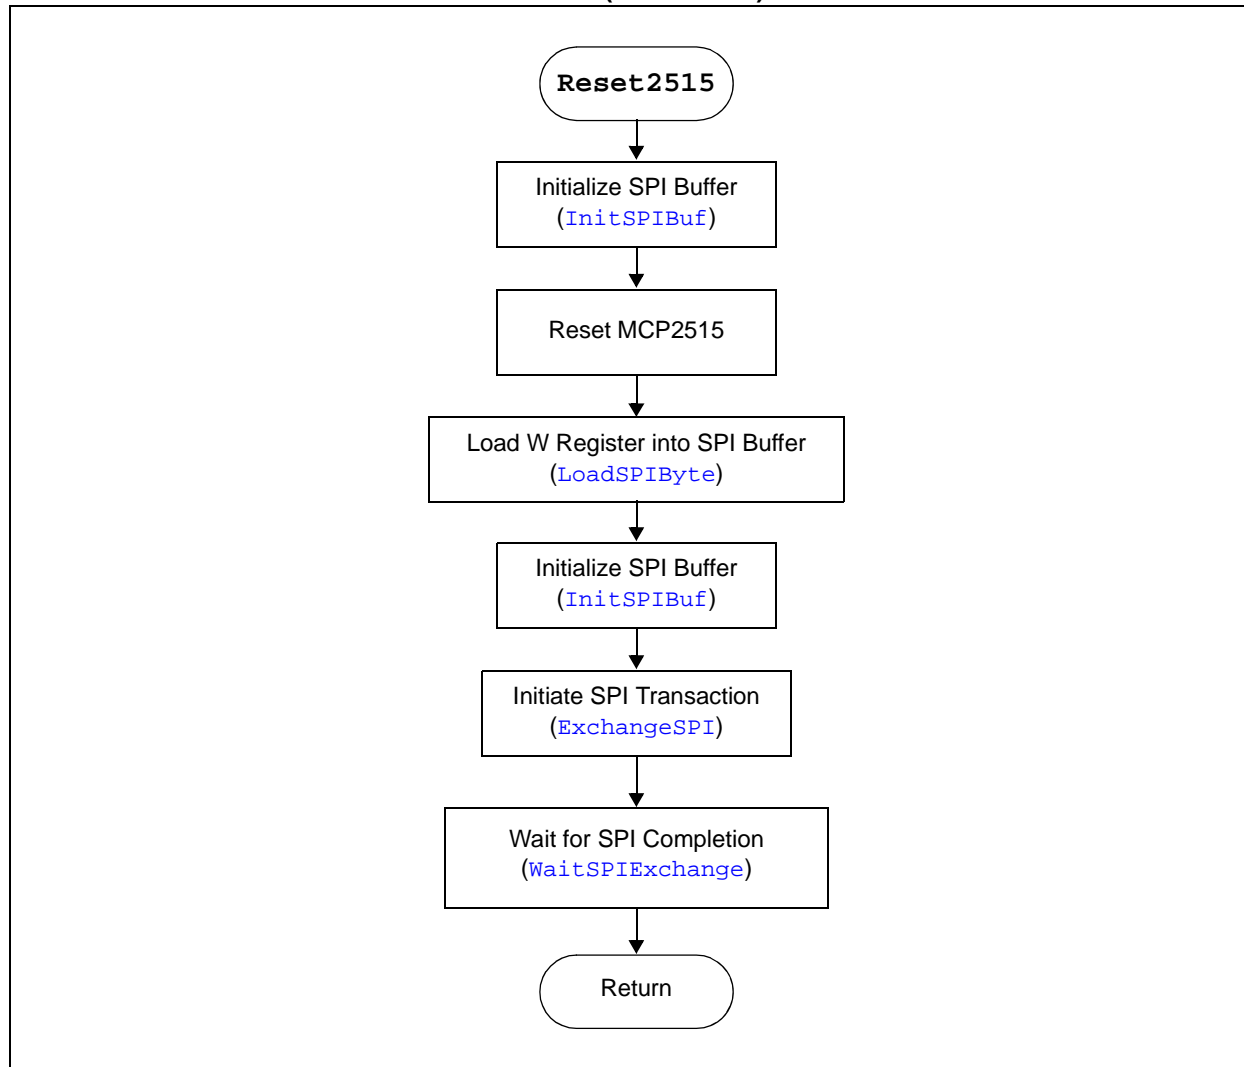 Reset2515
Initialize SPI Buffer
(InitSPIBuf)
Reset MCP2515
Load W Register into SPI Buffer
(LoadSPIByte)
Initialize SPI Buffer
(InitSPIBuf)
Initiate SPI Transaction
(ExchangeSPI)
Wait for SPI Completion
(WaitSPIExchange)
Return